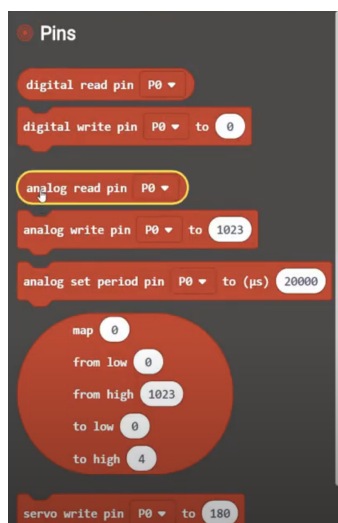 Pins
digital read pin P0
digital write pin P0 to 0
analog read pin P0
analog write pin P0 to 1023
analog set period pin P0 to (µs) 20000
map 0
from low 0
from high 1023
to low 0
to high 4
servo write pin P0 to 180